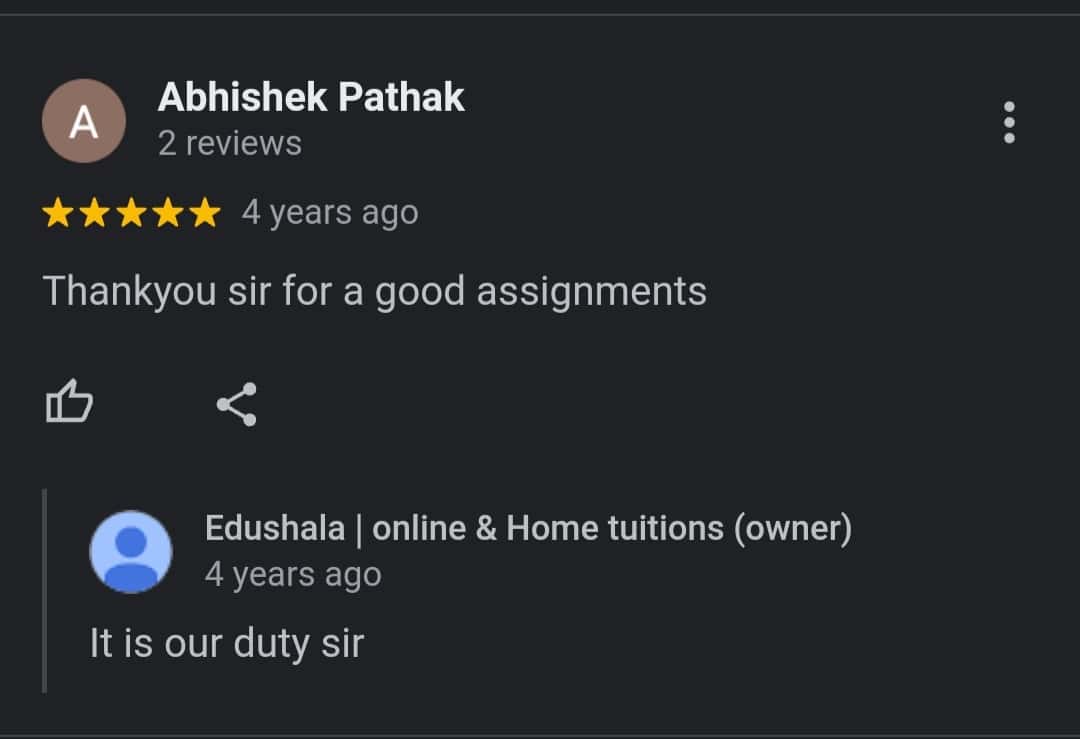 A
Abhishek Pathak
2 reviews
4 years ago
Thankyou sir for a good assignments
Edushala | online & Home tuitions (owner)
4 years ago
It is our duty sir